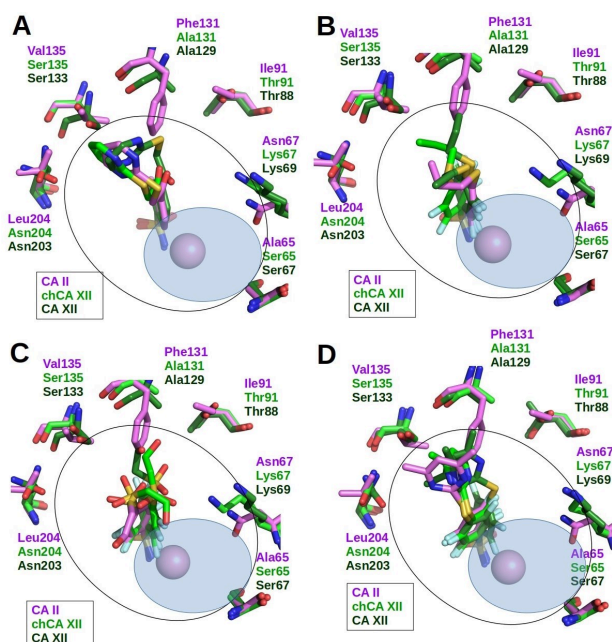 A
Phe131
Ala131
Ala129
Val135
Ser135
Ser133
Ile91
Thr91
Thr88
Asn67
Lys67
Lys69
Leu204
Asn204
Asn203
Ala65
Ser65
Ser67
CA II
chCA XII
CA XII
B
Phe131
Ala131
Ala129
Val135
Ser135
Ser133
Ile91
Thr91
Thr88
Asn67
Lys67
Lys69
Leu204
Asn204
Asn203
Ala65
Ser65
Ser67
CA II
chCA XII
CA XII
C
Phe131
Ala131
Ala129
Val135
Ser135
Ser133
Ile91
Thr91
Thr88
Asn67
Lys67
Lys69
Leu204
Asn204
Asn203
Ala65
Ser65
Ser67
CA II
chCA XII
CA XII
D
Phe131
Ala131
Ala129
Val135
Ser135
Ser133
Ile91
Thr91
Thr88
Asn67
Lys67
Lys69
Leu204
Asn204
Asn203
Ala65
Ser65
Ser67
CA II
chCA XII
CA XII